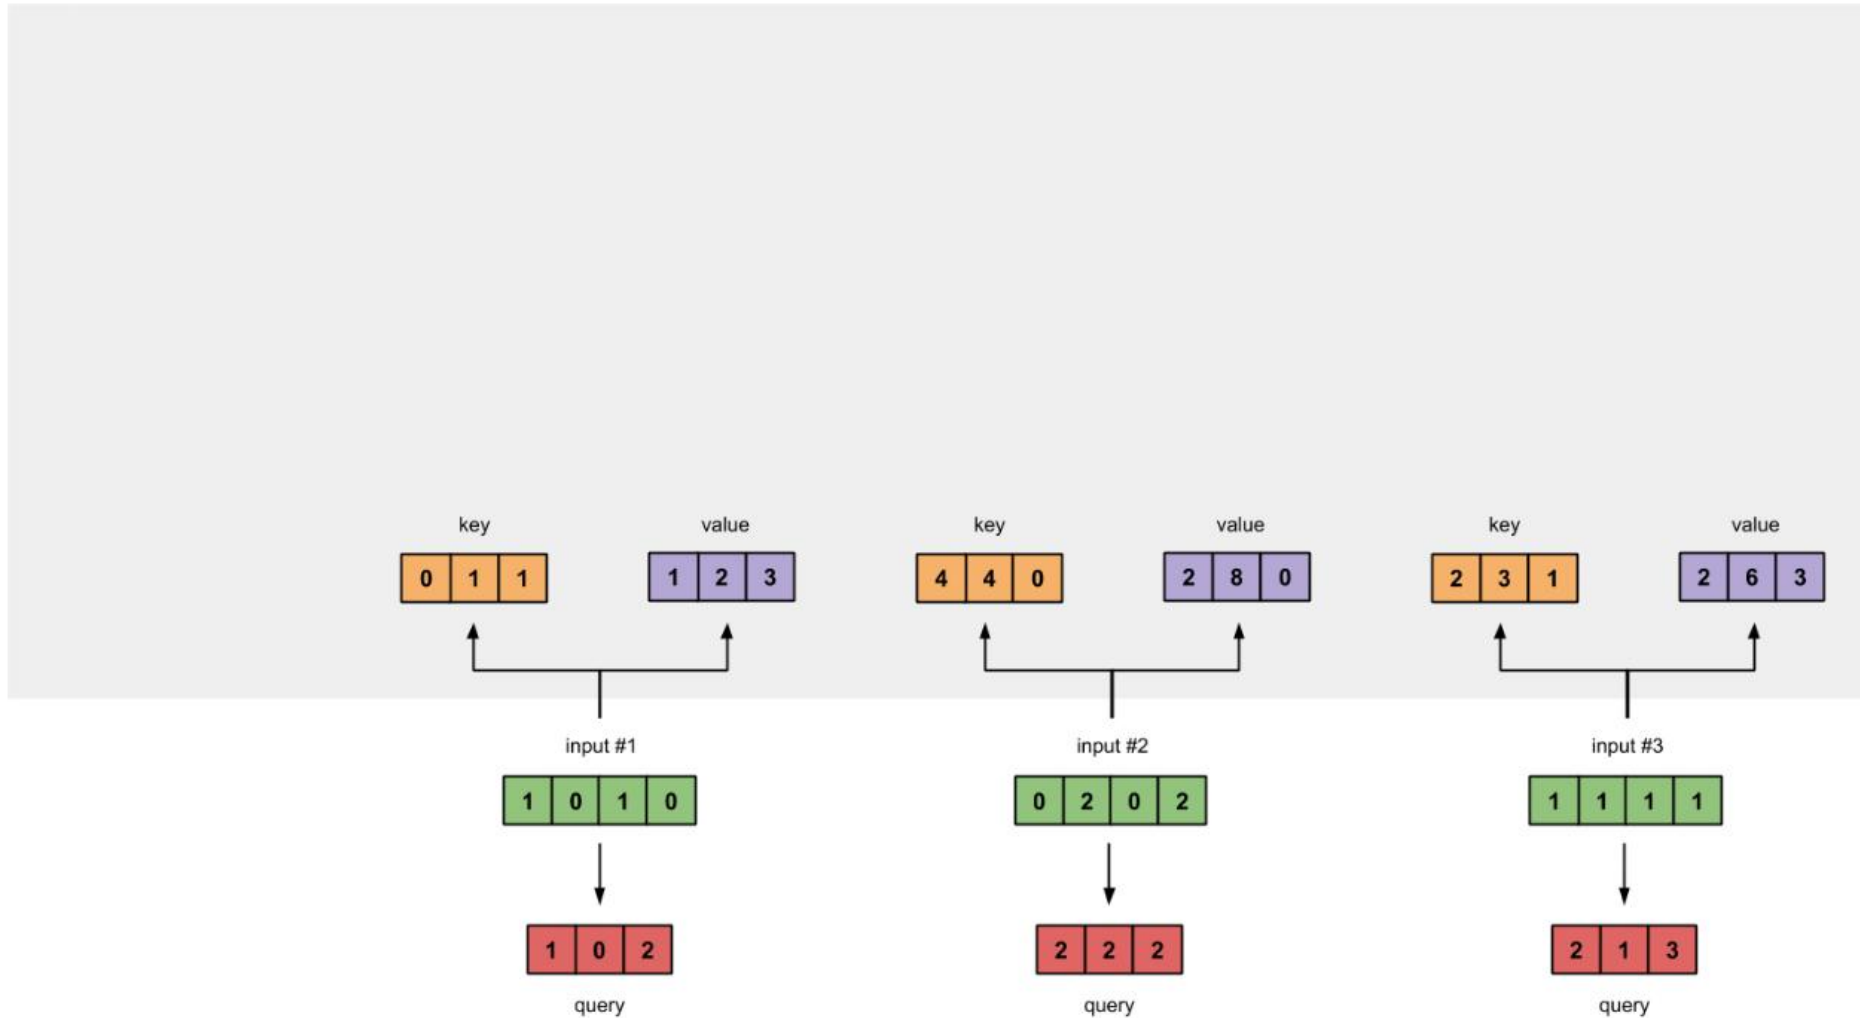 key value key value key value
0 1 1 1 2 3 4 4 0 2 8 0 2 3 1 2 6 3
input #1 input #2 input #3
1 0 1 0 0 2 0 2 1 1 1 1
1 0 2 2 2 2 2 1 3
query query query